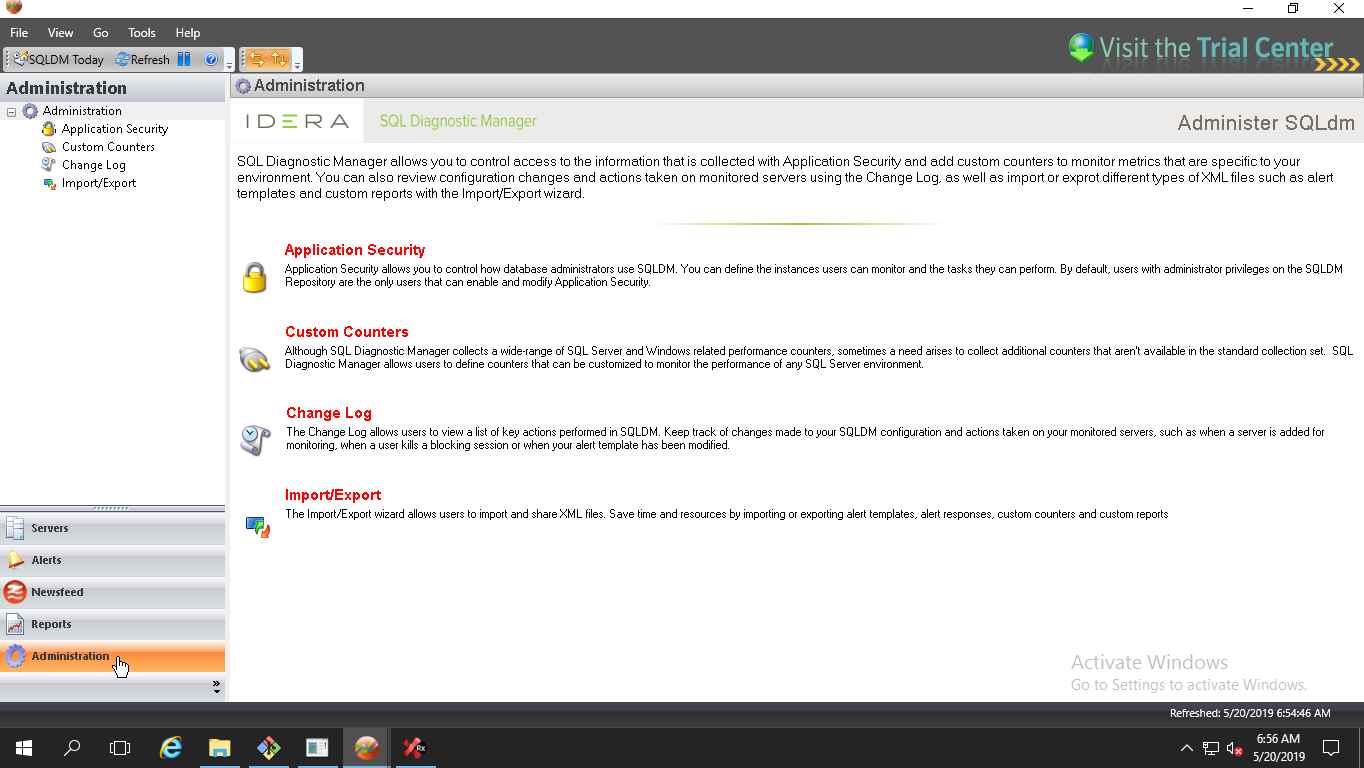 File View Go Tools Help
Visit the Trial Center
SQLDM Today Refresh
Administration
Administration
Application Security
Custom Counters
Change Log
Import/Export
Administration
IDERA SQL Diagnostic Manager
Administer SQLdm
SQL Diagnostic Manager allows you to control access to the information that is collected with Application Security and add custom counters to monitor metrics that are specific to your
environment. You can also review configuration changes and actions taken on monitored servers using the Change Log, as well as import or exprot different types of XML files such as alert
templates and custom reports with the Import/Export wizard.
Application Security
Application Security allows you to control how database administrators use SQLDM. You can define the instances users can monitor and the tasks they can perform. By default, users with administrator privileges on the SQLDM
Repository are the only users that can enable and modify Application Security.
Custom Counters
Although SQL Diagnostic Manager collects a wide-range of SQL Server and Windows related performance counters, sometimes a need arises to collect additional counters that aren't available in the standard collection set. SQL
Diagnostic Manager allows users to define counters that can be customized to monitor the performance of any SQL Server environment.
Change Log
The Change Log allows users to view a list of key actions performed in SQLDM. Keep track of changes made to your SQLDM configuration and actions taken on your monitored servers, such as when a server is added for
monitoring, when a user kills a blocking session or when your alert template has been modified.
Import/Export
The Import/Export wizard allows users to import and share XML files. Save time and resources by importing or exporting alert templates, alert responses, custom counters and custom reports
Servers
Alerts
Newsfeed
Reports
Administration
Activate Windows
Go to Settings to activate Windows.
Refreshed: 5/20/2019 6:54:46 AM
Rx
6:56 AM
5/20/2019